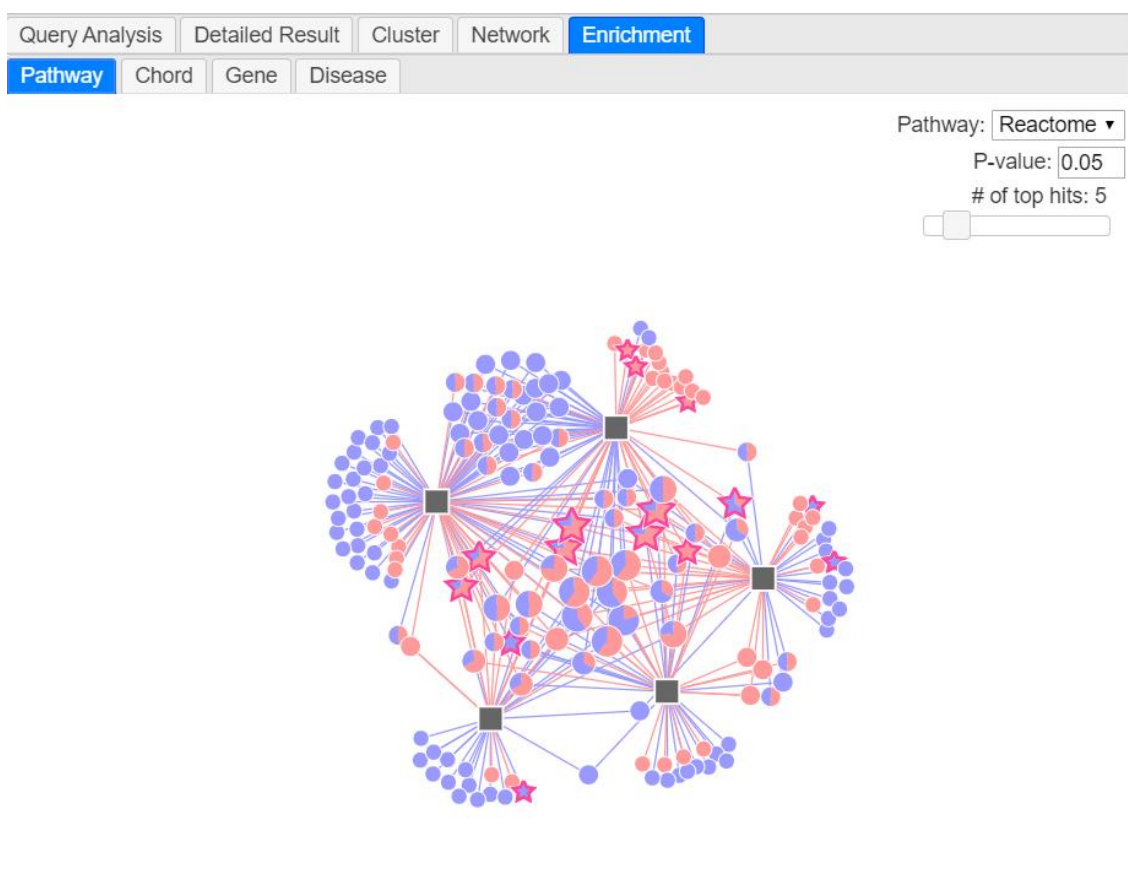 Query Analysis Detailed Result Cluster Network Enrichment
Pathway Chord Gene Disease
Pathway: Reactome
P-value: 0.05
# of top hits: 5